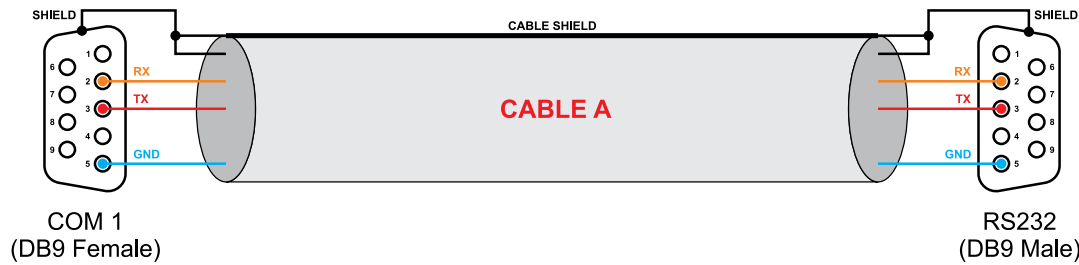 SHIELD
CABLE SHIELD
SHIELD
1
6
RX
2
7
TX
3
8
4
9
GND
5
CABLE A
1
RX
2
6
TX
3
7
4
8
GND
5
9
COM 1
(DB9 Female)
RS232
(DB9 Male)